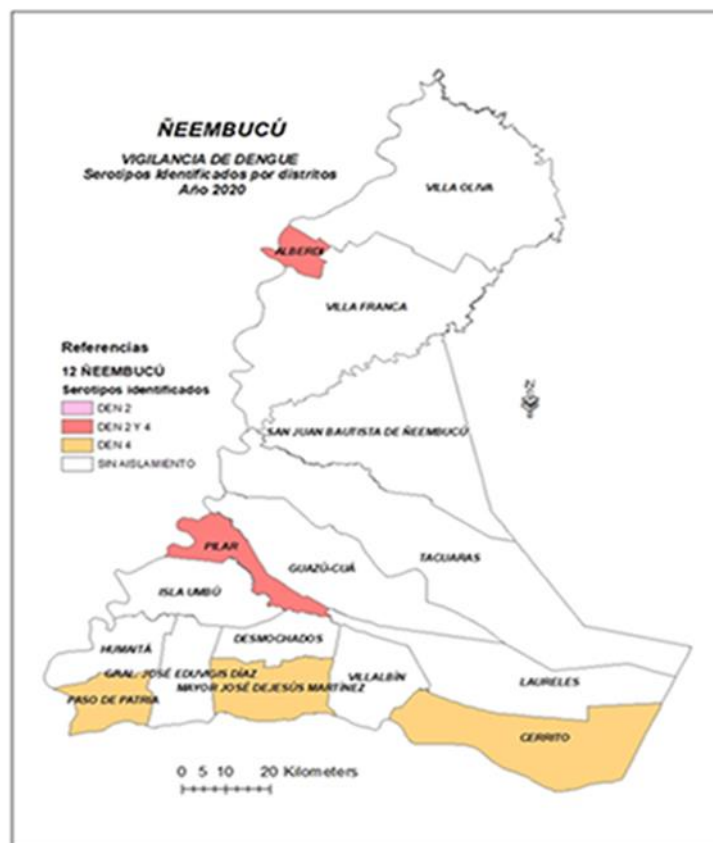 ÑEEMBUCÚ
VIGILANCIA DE DENGUE
Serotipos Identificados por distritos
Año 2020
VILLA OLIVA
ALBERDI
VILLA FRANCA
Referencias
12 ÑEEMBUCÚ
Serotipos identificados
DEN 2
DEN 2 Y 4
DEN 4
SIN AISLAMIENTO
SAN JUAN BAUTISTA DE ÑEEMBUCÚ
PILAR
TACUARAS
GUAZÚ-CUÁ
ISLA UMBÚ
DESMOCHADOS
HUMAITÁ
GRAL. JOSÉ EDUVIGIS DÍAZ
VILLALBÍN
LAURELES
PASO DE PATRIA
MAYOR JOSÉ DEJESÚS MARTÍNEZ
CERRITO
0 5 10 20 Kilometers